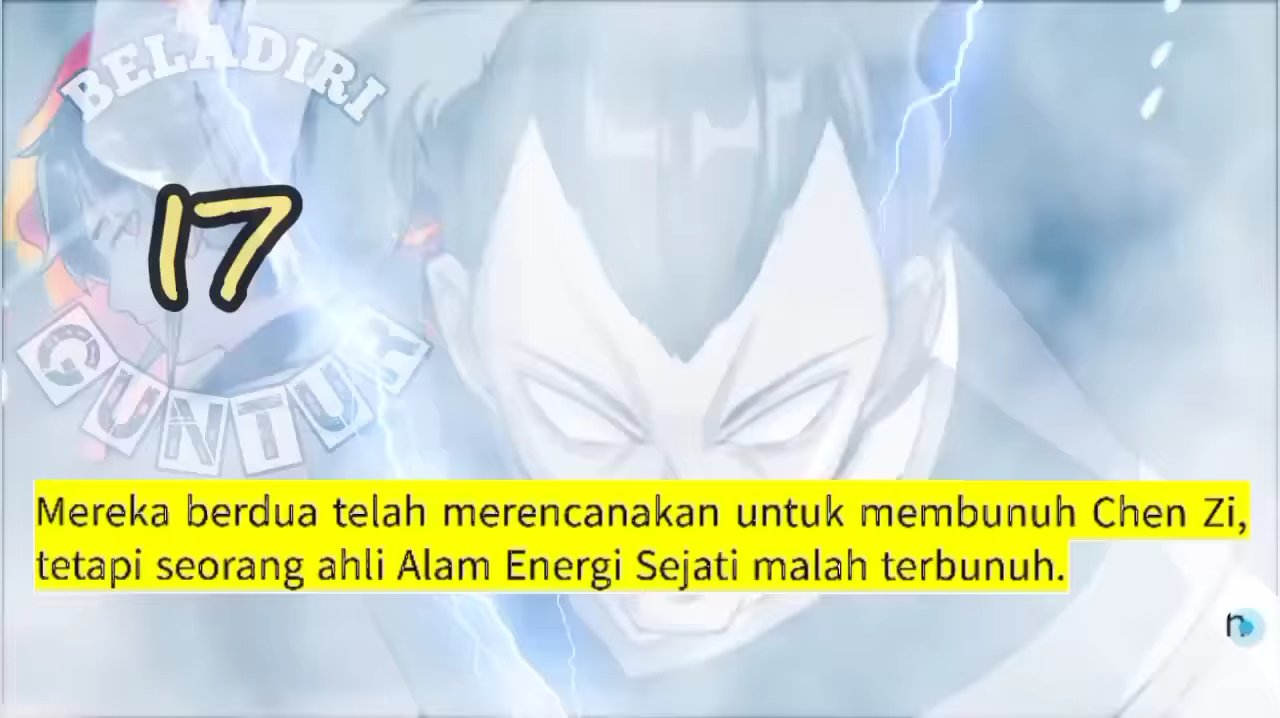 BELADIRI
17
GUNTUR
Mereka berdua telah merencanakan untuk membunuh Chen Zi,
tetapi seorang ahli Alam Energi Sejati malah terbunuh.
n